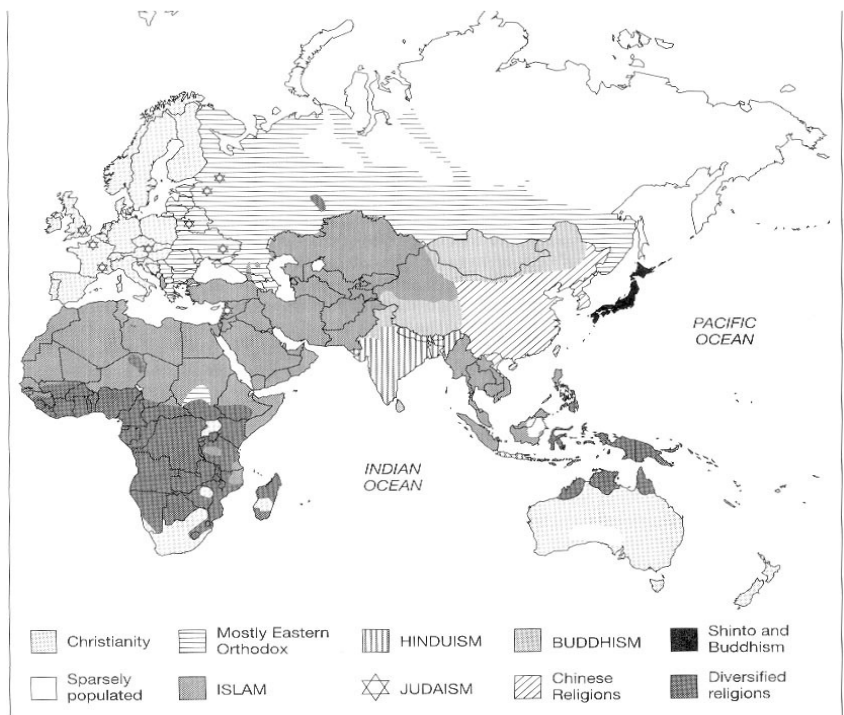 PACIFIC
OCEAN
INDIAN
OCEAN
Christianity
Mostly Eastern
Orthodox
HINDUISM
BUDDHISM
Shinto and
Buddhism
Sparsely
populated
ISLAM
JUDAISM
Chinese
Religions
Diversified
religions